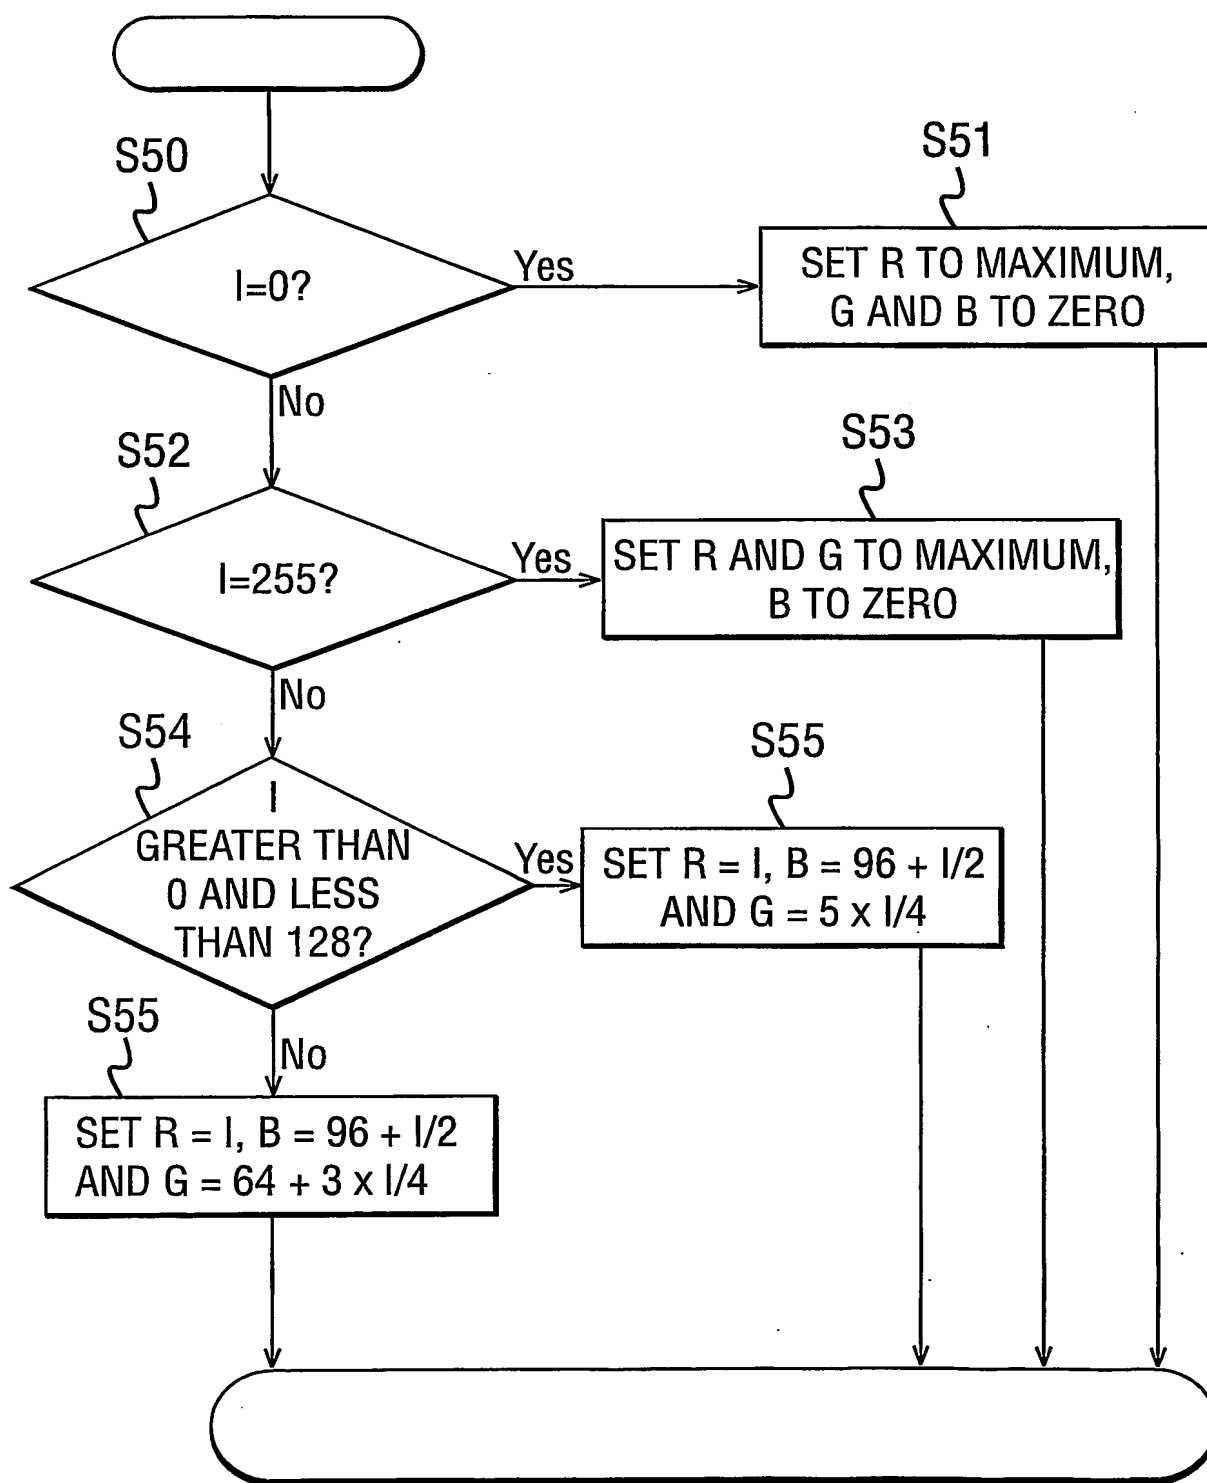 S50
I=0?
Yes
S51
SET R TO MAXIMUM,
G AND B TO ZERO
No
S52
I=255?
Yes
S53
SET R AND G TO MAXIMUM,
B TO ZERO
No
S54
I
GREATER THAN
0 AND LESS
THAN 128?
Yes
S55
SET R = I, B = 96 + I/2
AND G = 5 x I/4
No
S55
SET R = I, B = 96 + I/2
AND G = 64 + 3 x I/4